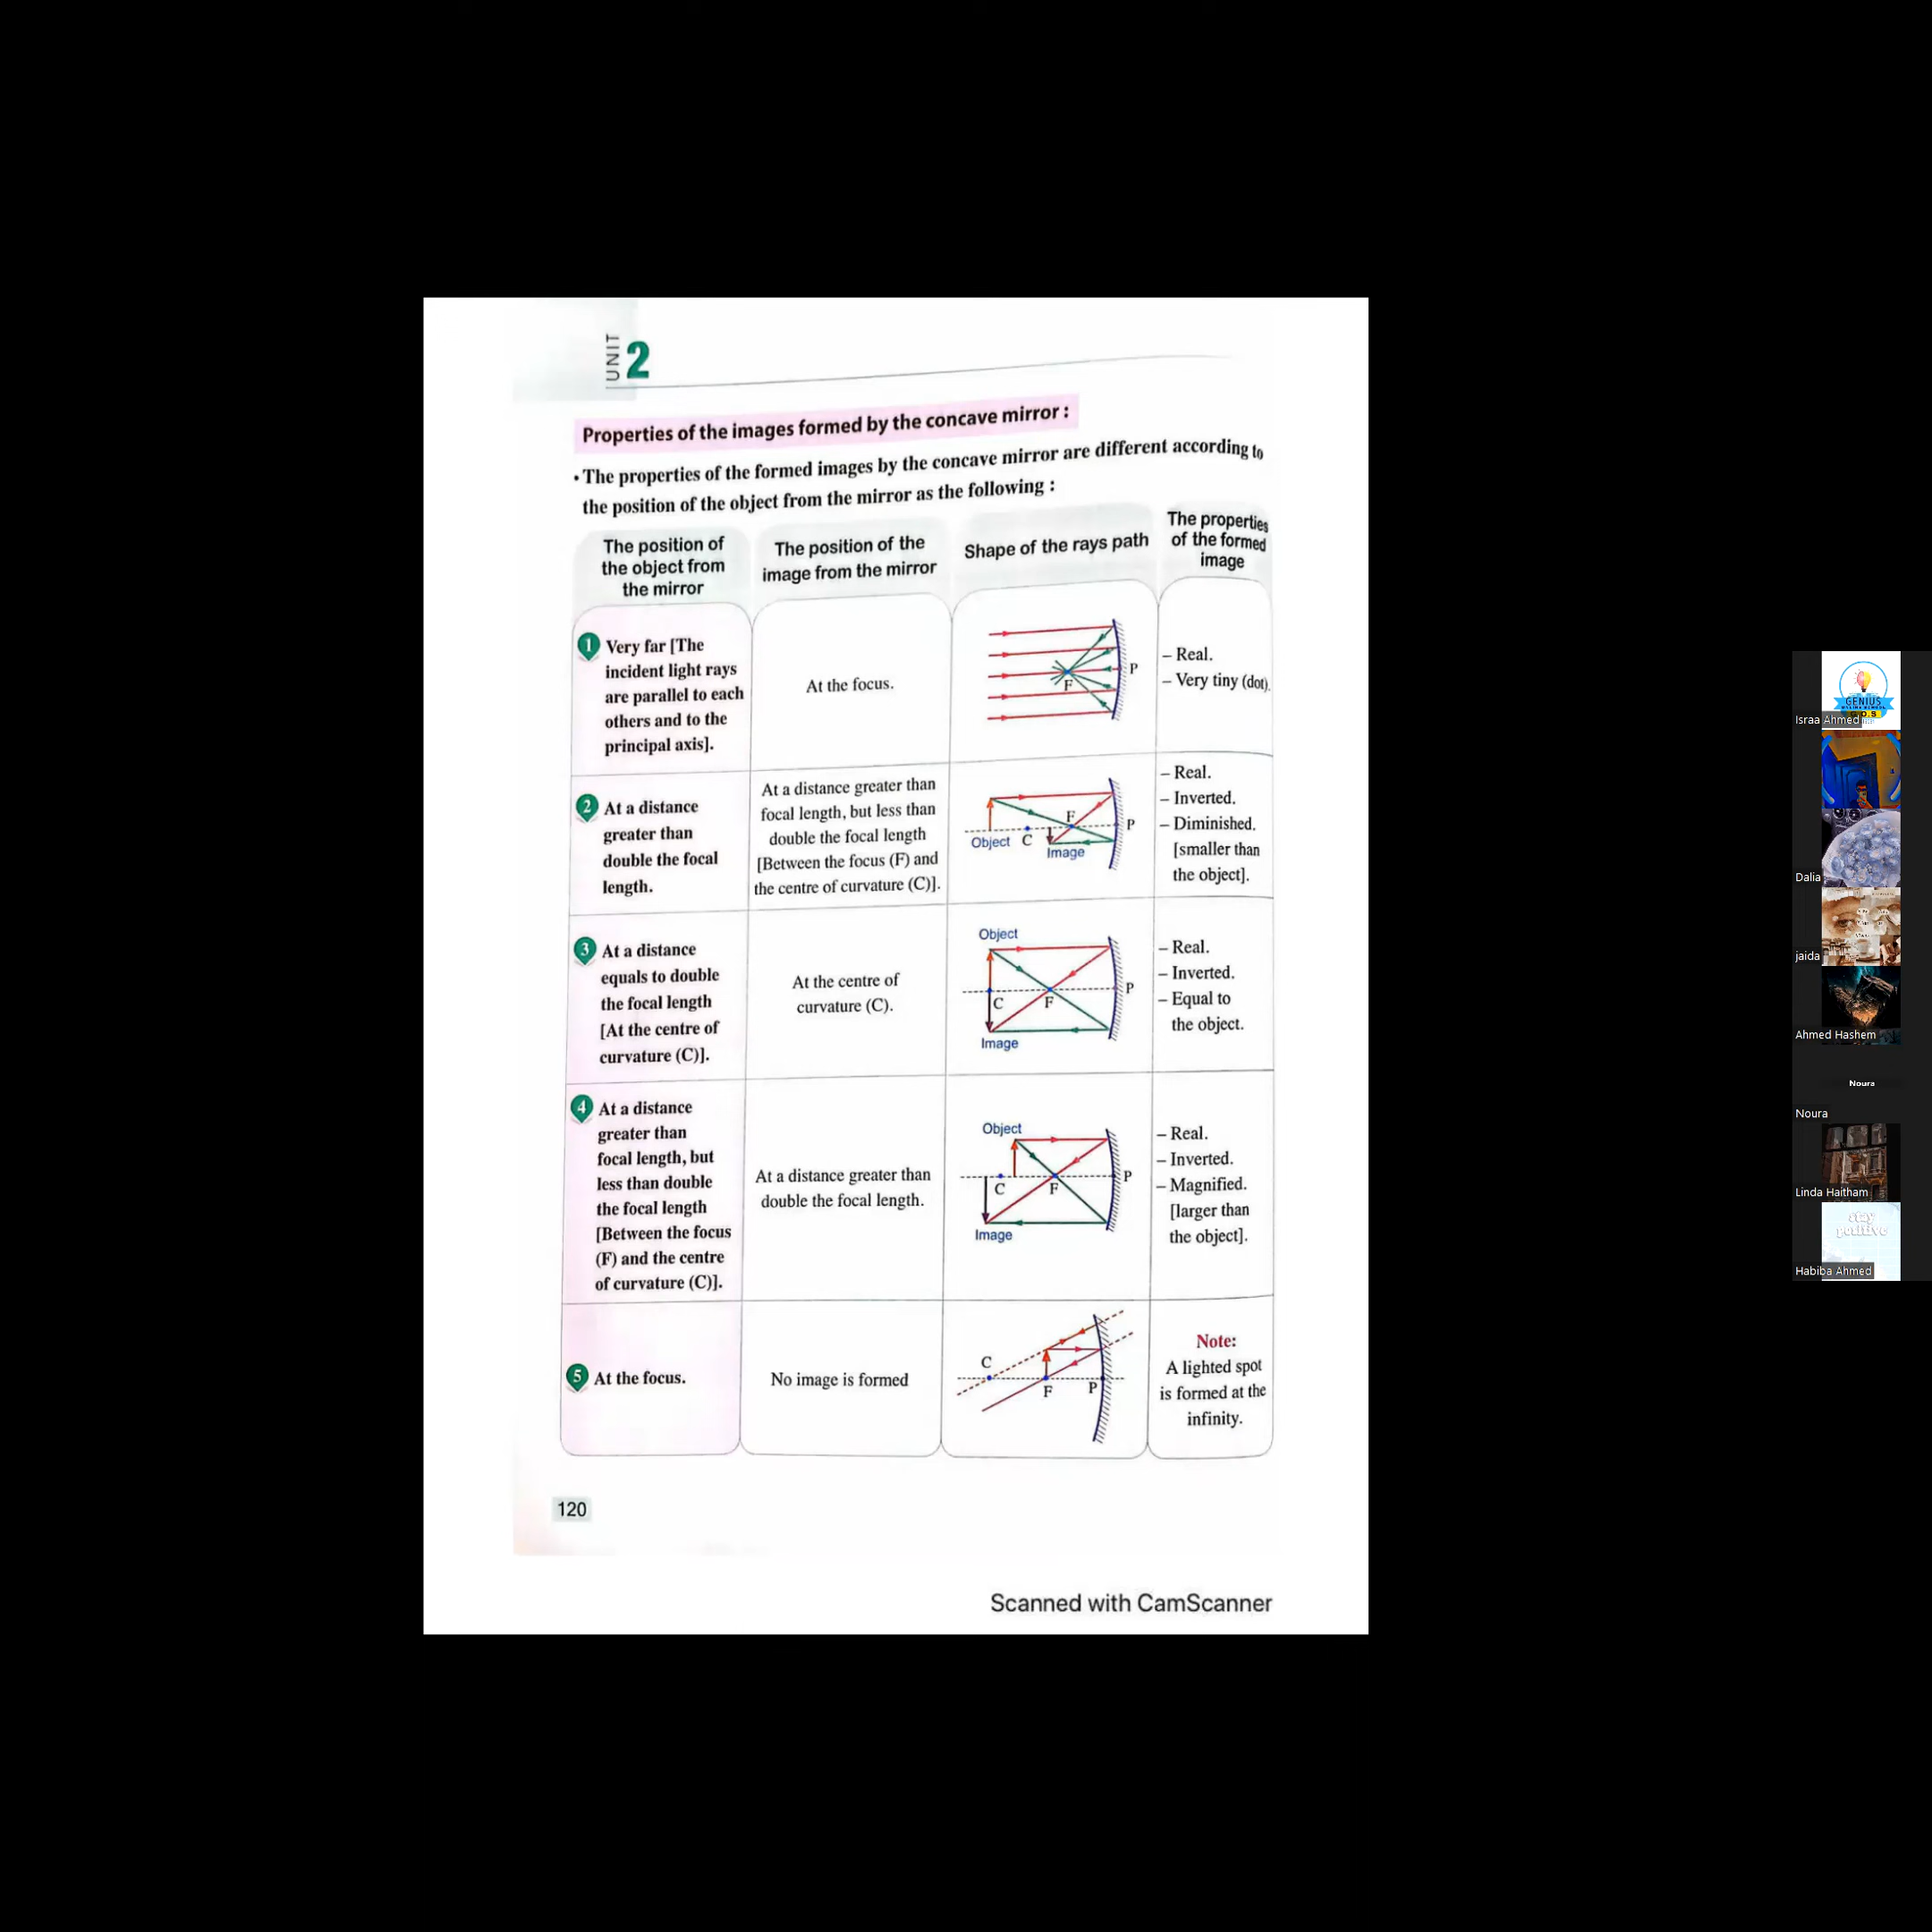 UNIT 2
Properties of the images formed by the concave mirror :
• The properties of the formed images by the concave mirror are different according to
the position of the object from the mirror as the following :
The position of
the object from
the mirror
The position of the
image from the mirror
Shape of the rays path
The properties
of the formed
image
1 Very far [The
incident light rays
are parallel to each
others and to the
principal axis].
At the focus.
F
P
– Real.
– Very tiny (dot).
2 At a distance
greater than
double the focal
length.
At a distance greater than
focal length, but less than
double the focal length
[Between the focus (F) and
the centre of curvature (C)].
F
P
Object C
Image
– Real.
– Inverted.
– Diminished.
[smaller than
the object].
3 At a distance
equals to double
the focal length
[At the centre of
curvature (C)].
At the centre of
curvature (C).
Object
P
C F
Image
– Real.
– Inverted.
– Equal to
the object.
4 At a distance
greater than
focal length, but
less than double
the focal length
[Between the focus
(F) and the centre
of curvature (C)].
At a distance greater than
double the focal length.
Object
P
C F
Image
– Real.
– Inverted.
– Magnified.
[larger than
the object].
5 At the focus.
No image is formed
C
F P
Note:
A lighted spot
is formed at the
infinity.
120
Scanned with CamScanner
GENIUS
Israa Ahmed
Dalia
jaida
Ahmed Hashem
Noura
Noura
Linda Haitham
stay
positive
Habiba Ahmed